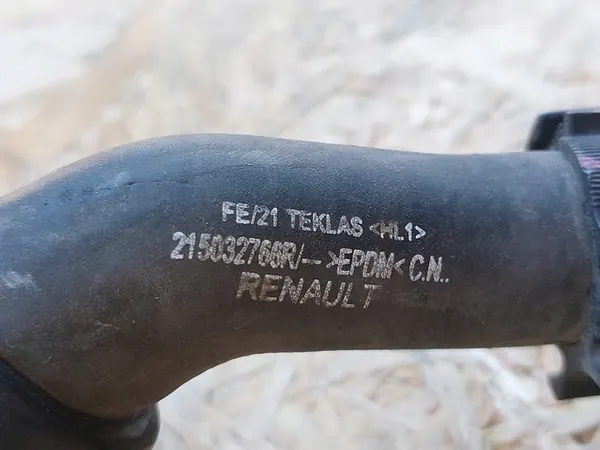 FE/21 TEKLAS <HL1>
215032766R/-- >EPDM< C.N..
RENAULT